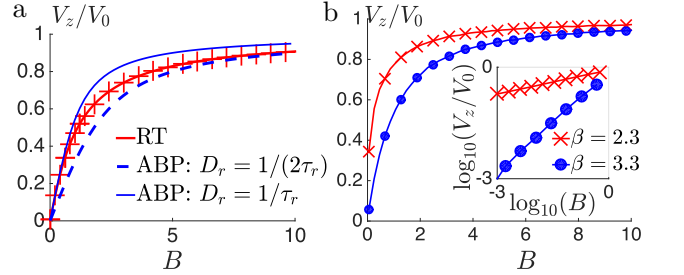 a
V_z/V_0
1
0.8
0.6
0.4
0.2
0
0 5 10
B
RT
ABP: D_r = 1/(2τ_r)
ABP: D_r = 1/τ_r
b
V_z/V_0
1
0.8
0.6
0.4
0.2
0
0 2 4 6 8 10
B
log₁₀(V_z/V_0)
0
-3
-3 0
log₁₀(B)
β = 2.3
β = 3.3